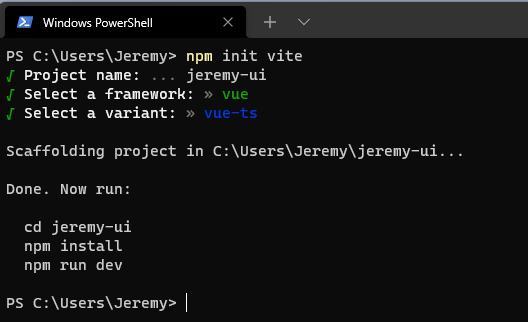 Windows PowerShell
PS C:\Users\Jeremy> npm init vite
√ Project name: ... jeremy-ui
√ Select a framework: » vue
√ Select a variant: » vue-ts
Scaffolding project in C:\Users\Jeremy\jeremy-ui...
Done. Now run:
cd jeremy-ui
npm install
npm run dev
PS C:\Users\Jeremy>